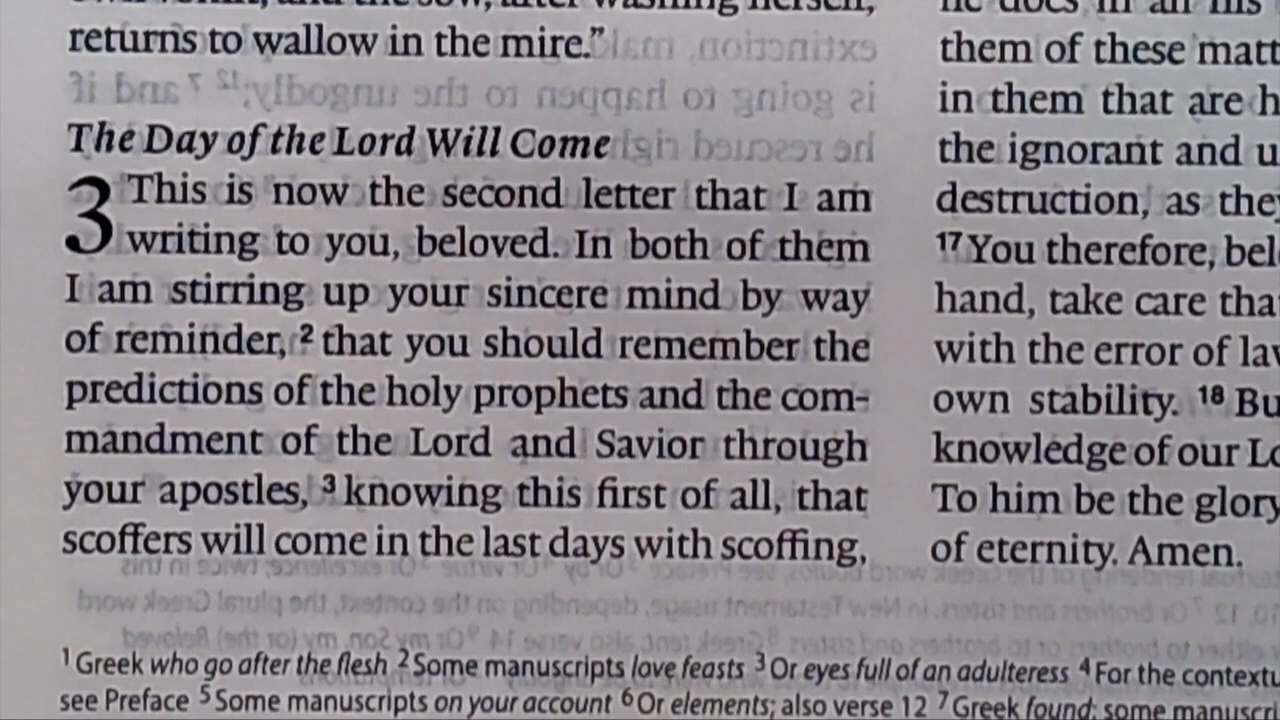 returns to wallow in the mire.”
The Day of the Lord Will Come
3 This is now the second letter that I am
writing to you, beloved. In both of them
I am stirring up your sincere mind by way
of reminder, 2 that you should remember the
predictions of the holy prophets and the com-
mandment of the Lord and Savior through
your apostles, 3 knowing this first of all, that
scoffers will come in the last days with scoffing,
them of these matt
in them that are h
the ignorant and u
destruction, as they
17 You therefore, bel
hand, take care tha
with the error of law
own stability. 18 Bu
knowledge of our Lo
To him be the glory
of eternity. Amen.
1 Greek who go after the flesh 2 Some manuscripts love feasts 3 Or eyes full of an adulteress 4 For the contextu
see Preface 5 Some manuscripts on your account 6 Or elements; also verse 12 7 Greek found; some manuscri